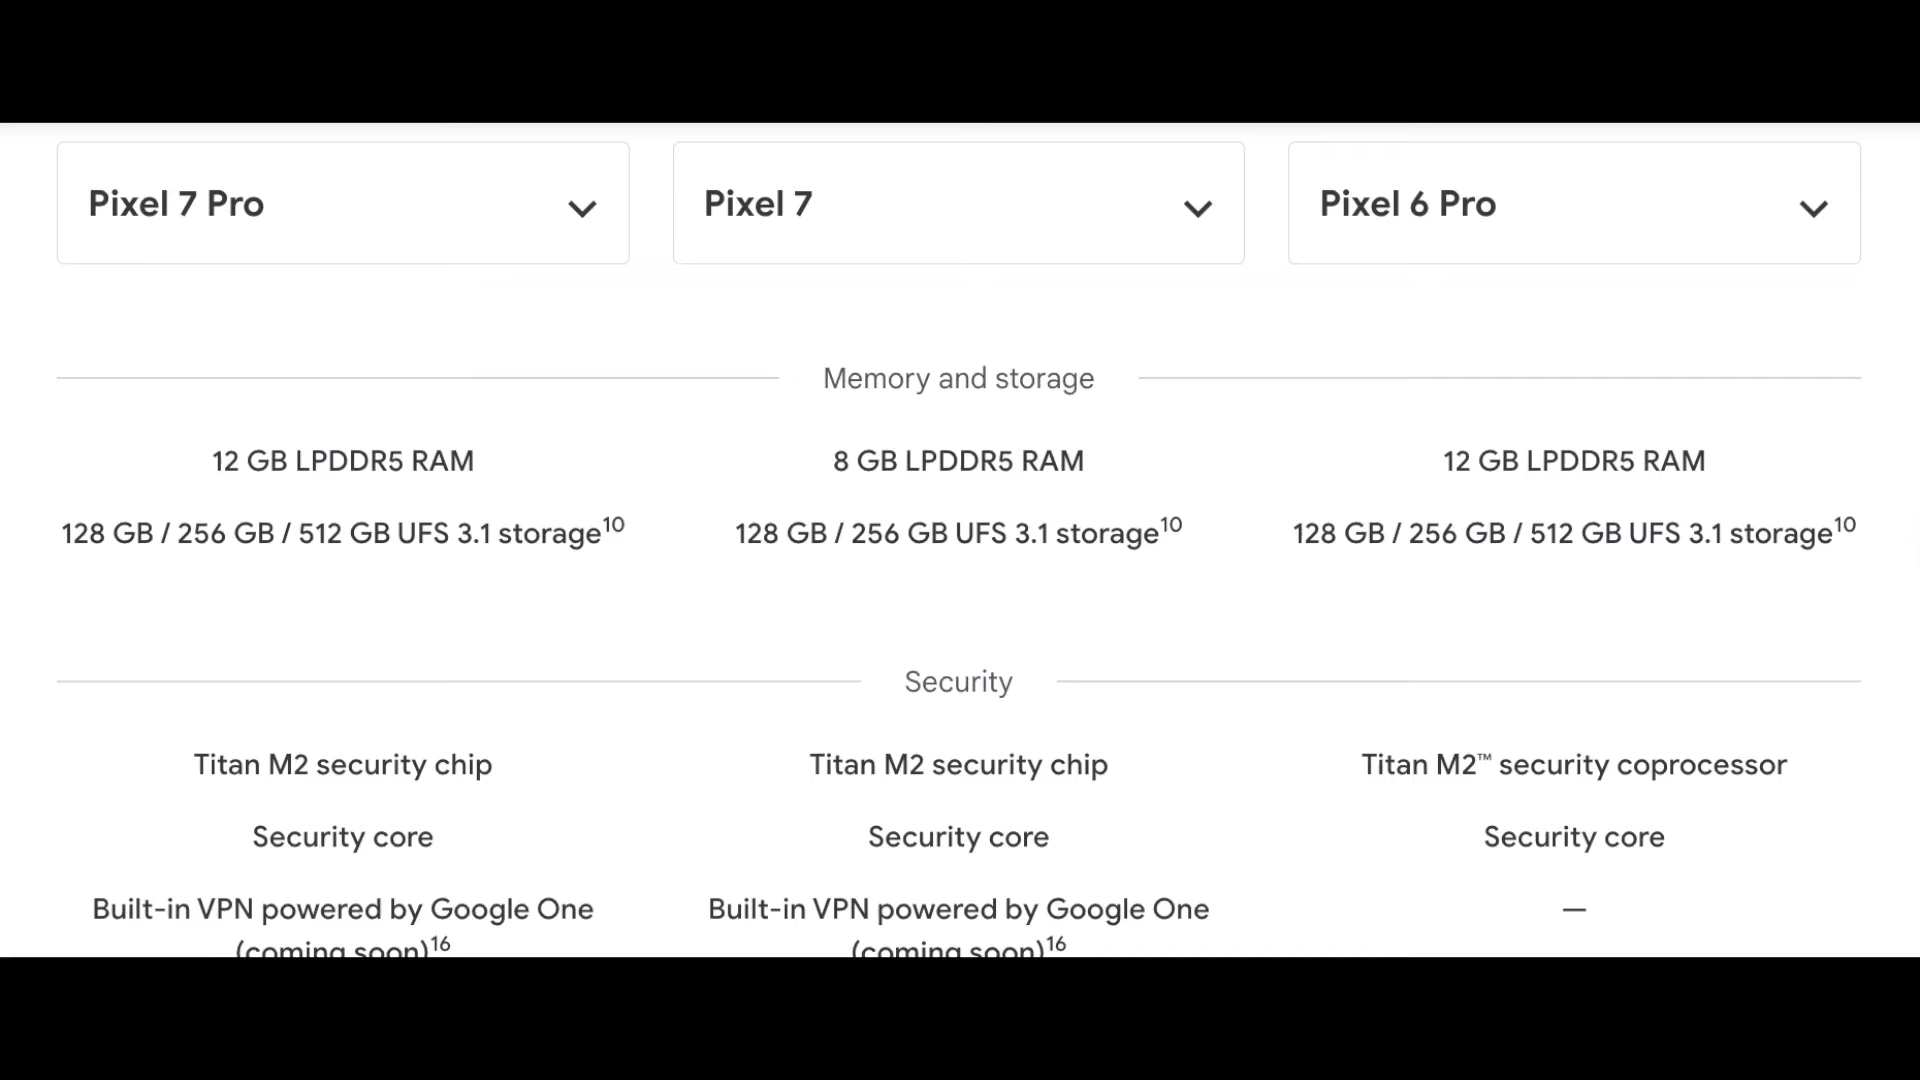 Pixel 7 Pro
Pixel 7
Pixel 6 Pro
Memory and storage
12 GB LPDDR5 RAM
8 GB LPDDR5 RAM
12 GB LPDDR5 RAM
128 GB / 256 GB / 512 GB UFS 3.1 storage¹⁰
128 GB / 256 GB UFS 3.1 storage¹⁰
128 GB / 256 GB / 512 GB UFS 3.1 storage¹⁰
Security
Titan M2 security chip
Titan M2 security chip
Titan M2™ security coprocessor
Security core
Security core
Security core
Built-in VPN powered by Google One
(coming soon)¹⁶
Built-in VPN powered by Google One
(coming soon)¹⁶
—